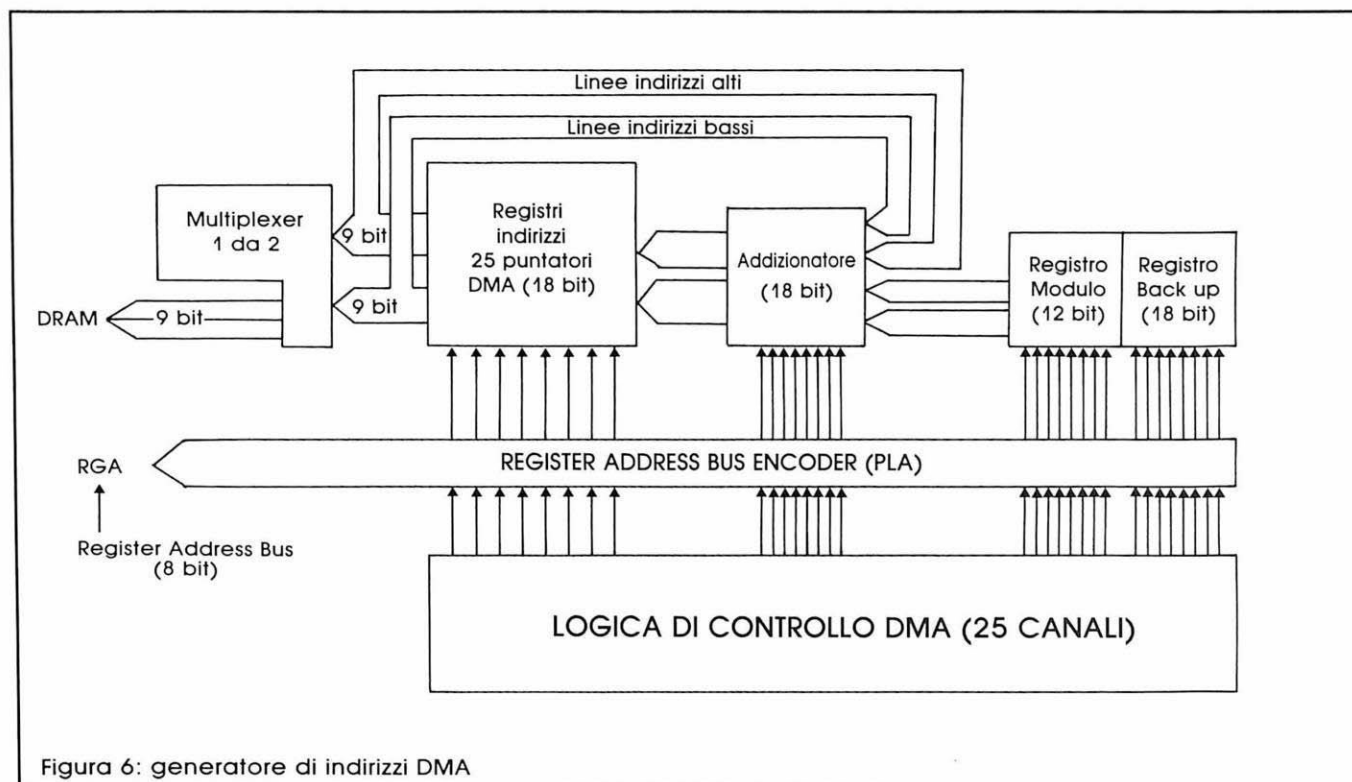 Linee indirizzi alti
Linee indirizzi bassi
Multiplexer
1 da 2
9 bit
9 bit
Registri
indirizzi
25 puntatori
DMA (18 bit)
Addizionatore
(18 bit)
Registro
Modulo
(12 bit)
Registro
Back up
(18 bit)
DRAM
9 bit
RGA
REGISTER ADDRESS BUS ENCODER (PLA)
Register Address Bus
(8 bit)
LOGICA DI CONTROLLO DMA (25 CANALI)
Figura 6: generatore di indirizzi DMA